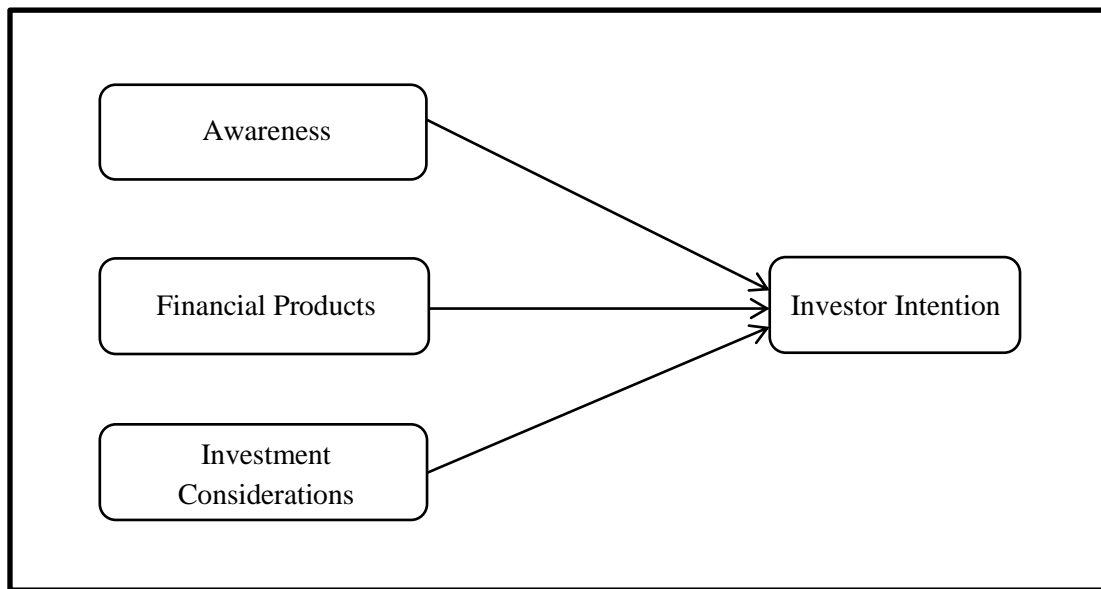 Awareness
Financial Products
Investor Intention
Investment
Considerations